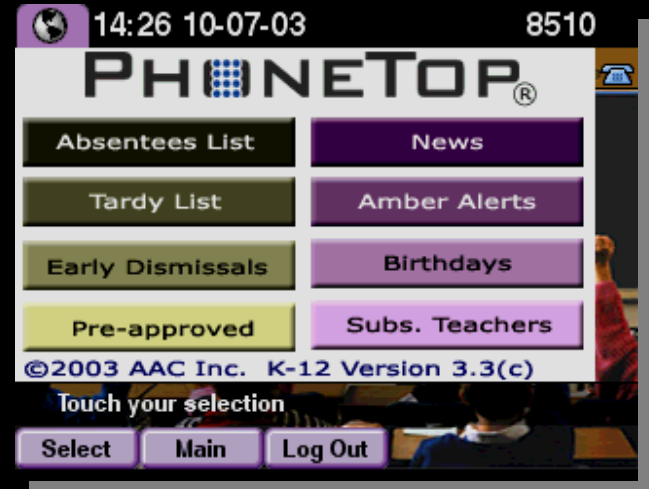 14:26 10-07-03 8510
PHONETOP®
Absentees List News
Tardy List Amber Alerts
Early Dismissals Birthdays
Pre-approved Subs. Teachers
©2003 AAC Inc. K-12 Version 3.3(c)
Touch your selection
Select Main Log Out